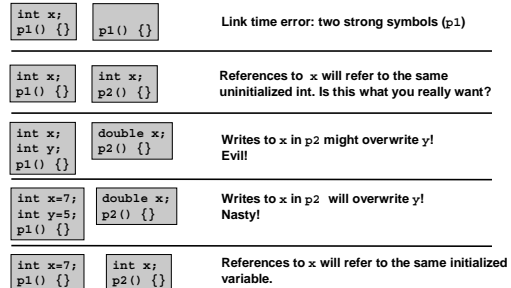 int x;
p1() {}
p1() {}
Link time error: two strong symbols (p1)
int x;
p1() {}
int x;
p2() {}
References to x will refer to the same
uninitialized int. Is this what you really want?
int x;
int y;
p1() {}
double x;
p2() {}
Writes to x in p2 might overwrite y!
Evil!
int x=7;
int y=5;
p1() {}
double x;
p2() {}
Writes to x in p2 will overwrite y!
Nasty!
int x=7;
p1() {}
int x;
p2() {}
References to x will refer to the same initialized
variable.